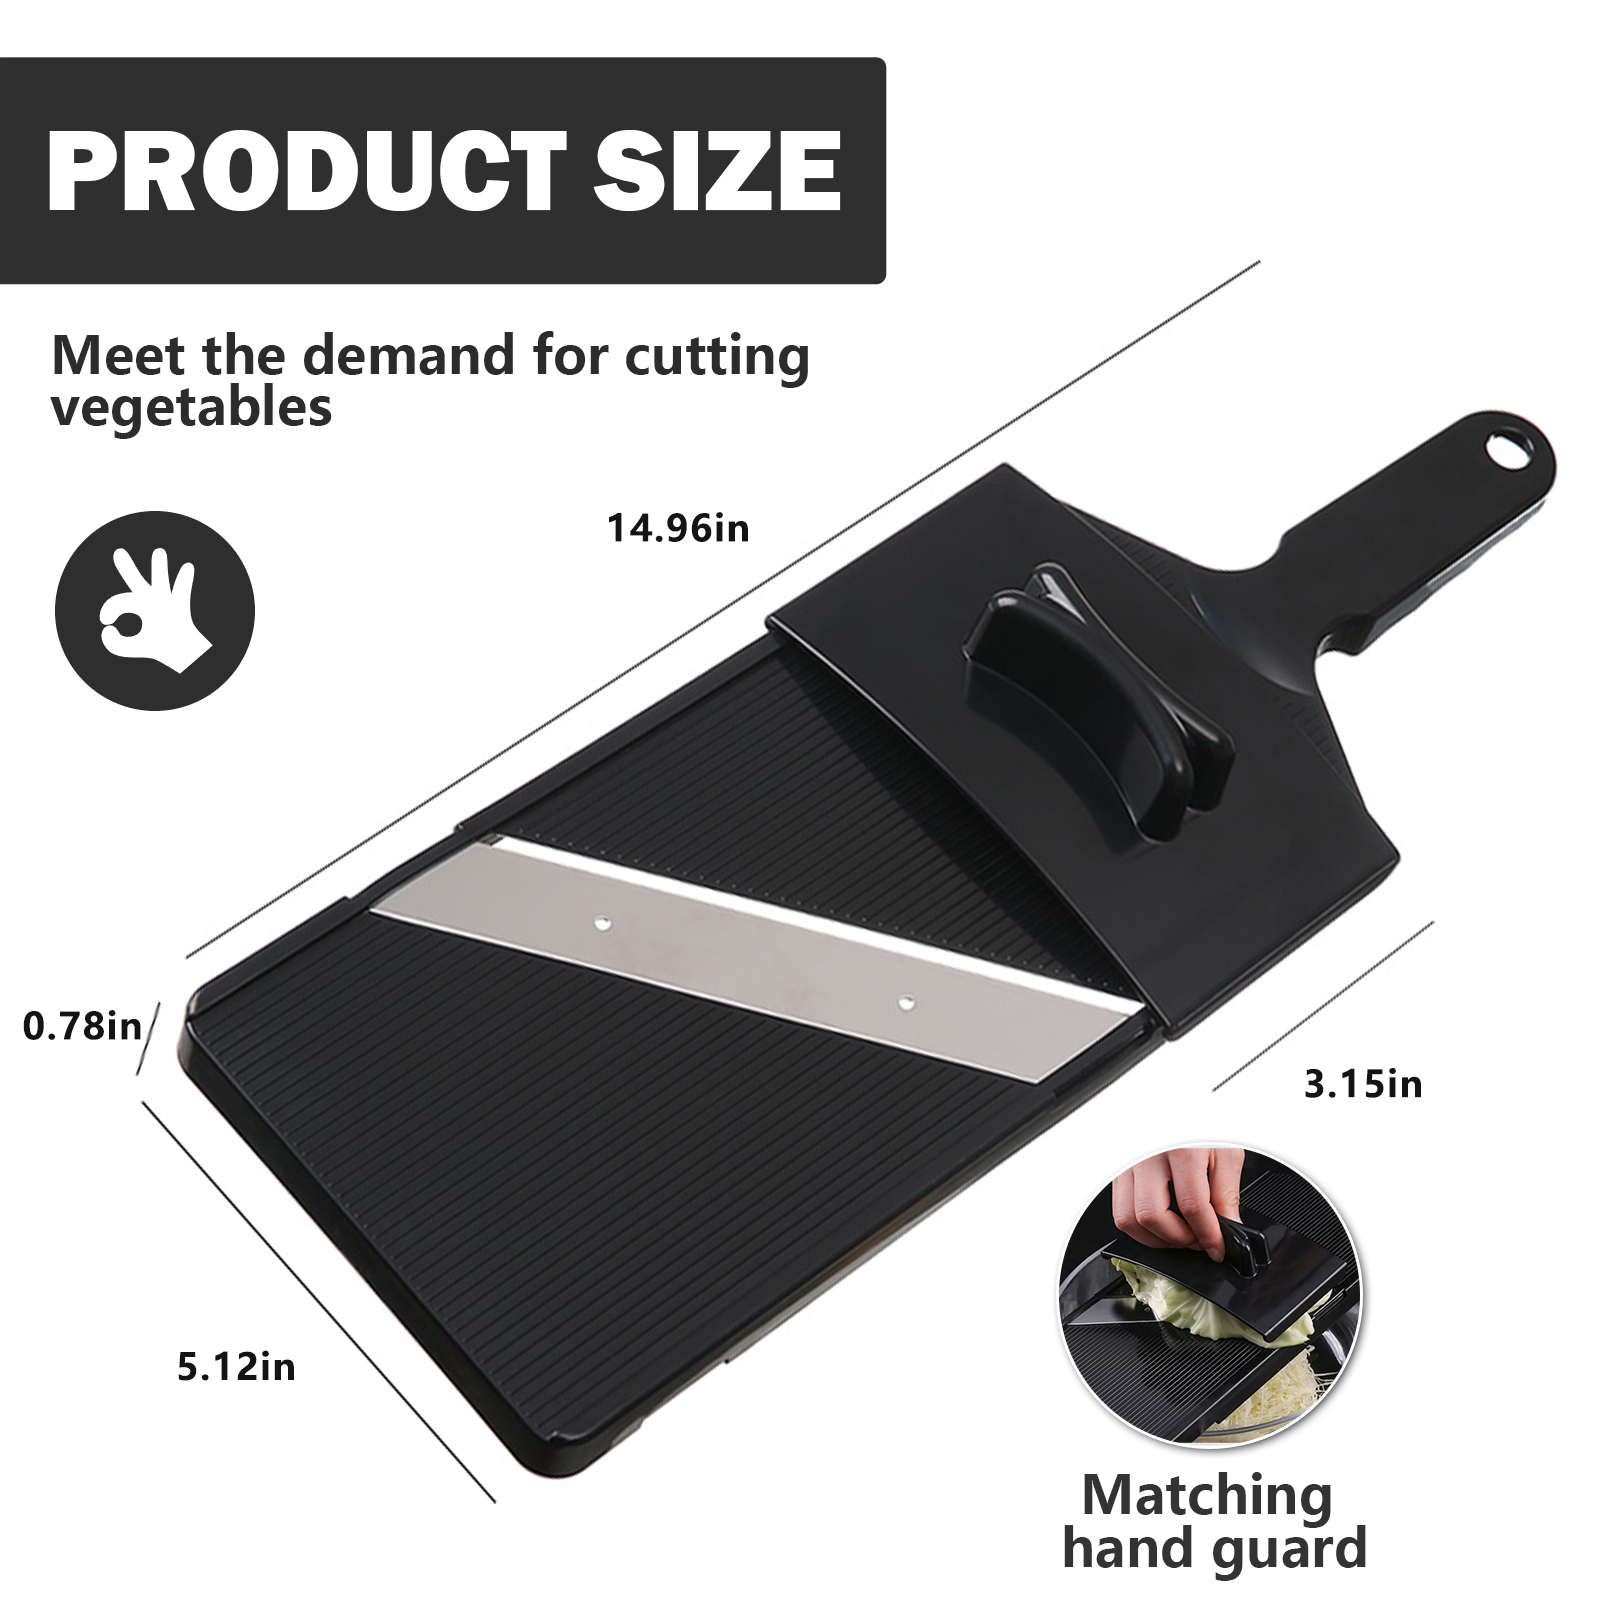 PRODUCT SIZE
Meet the demand for cutting
vegetables
14.96in
0.78in
3.15in
5.12in
Matching
hand guard